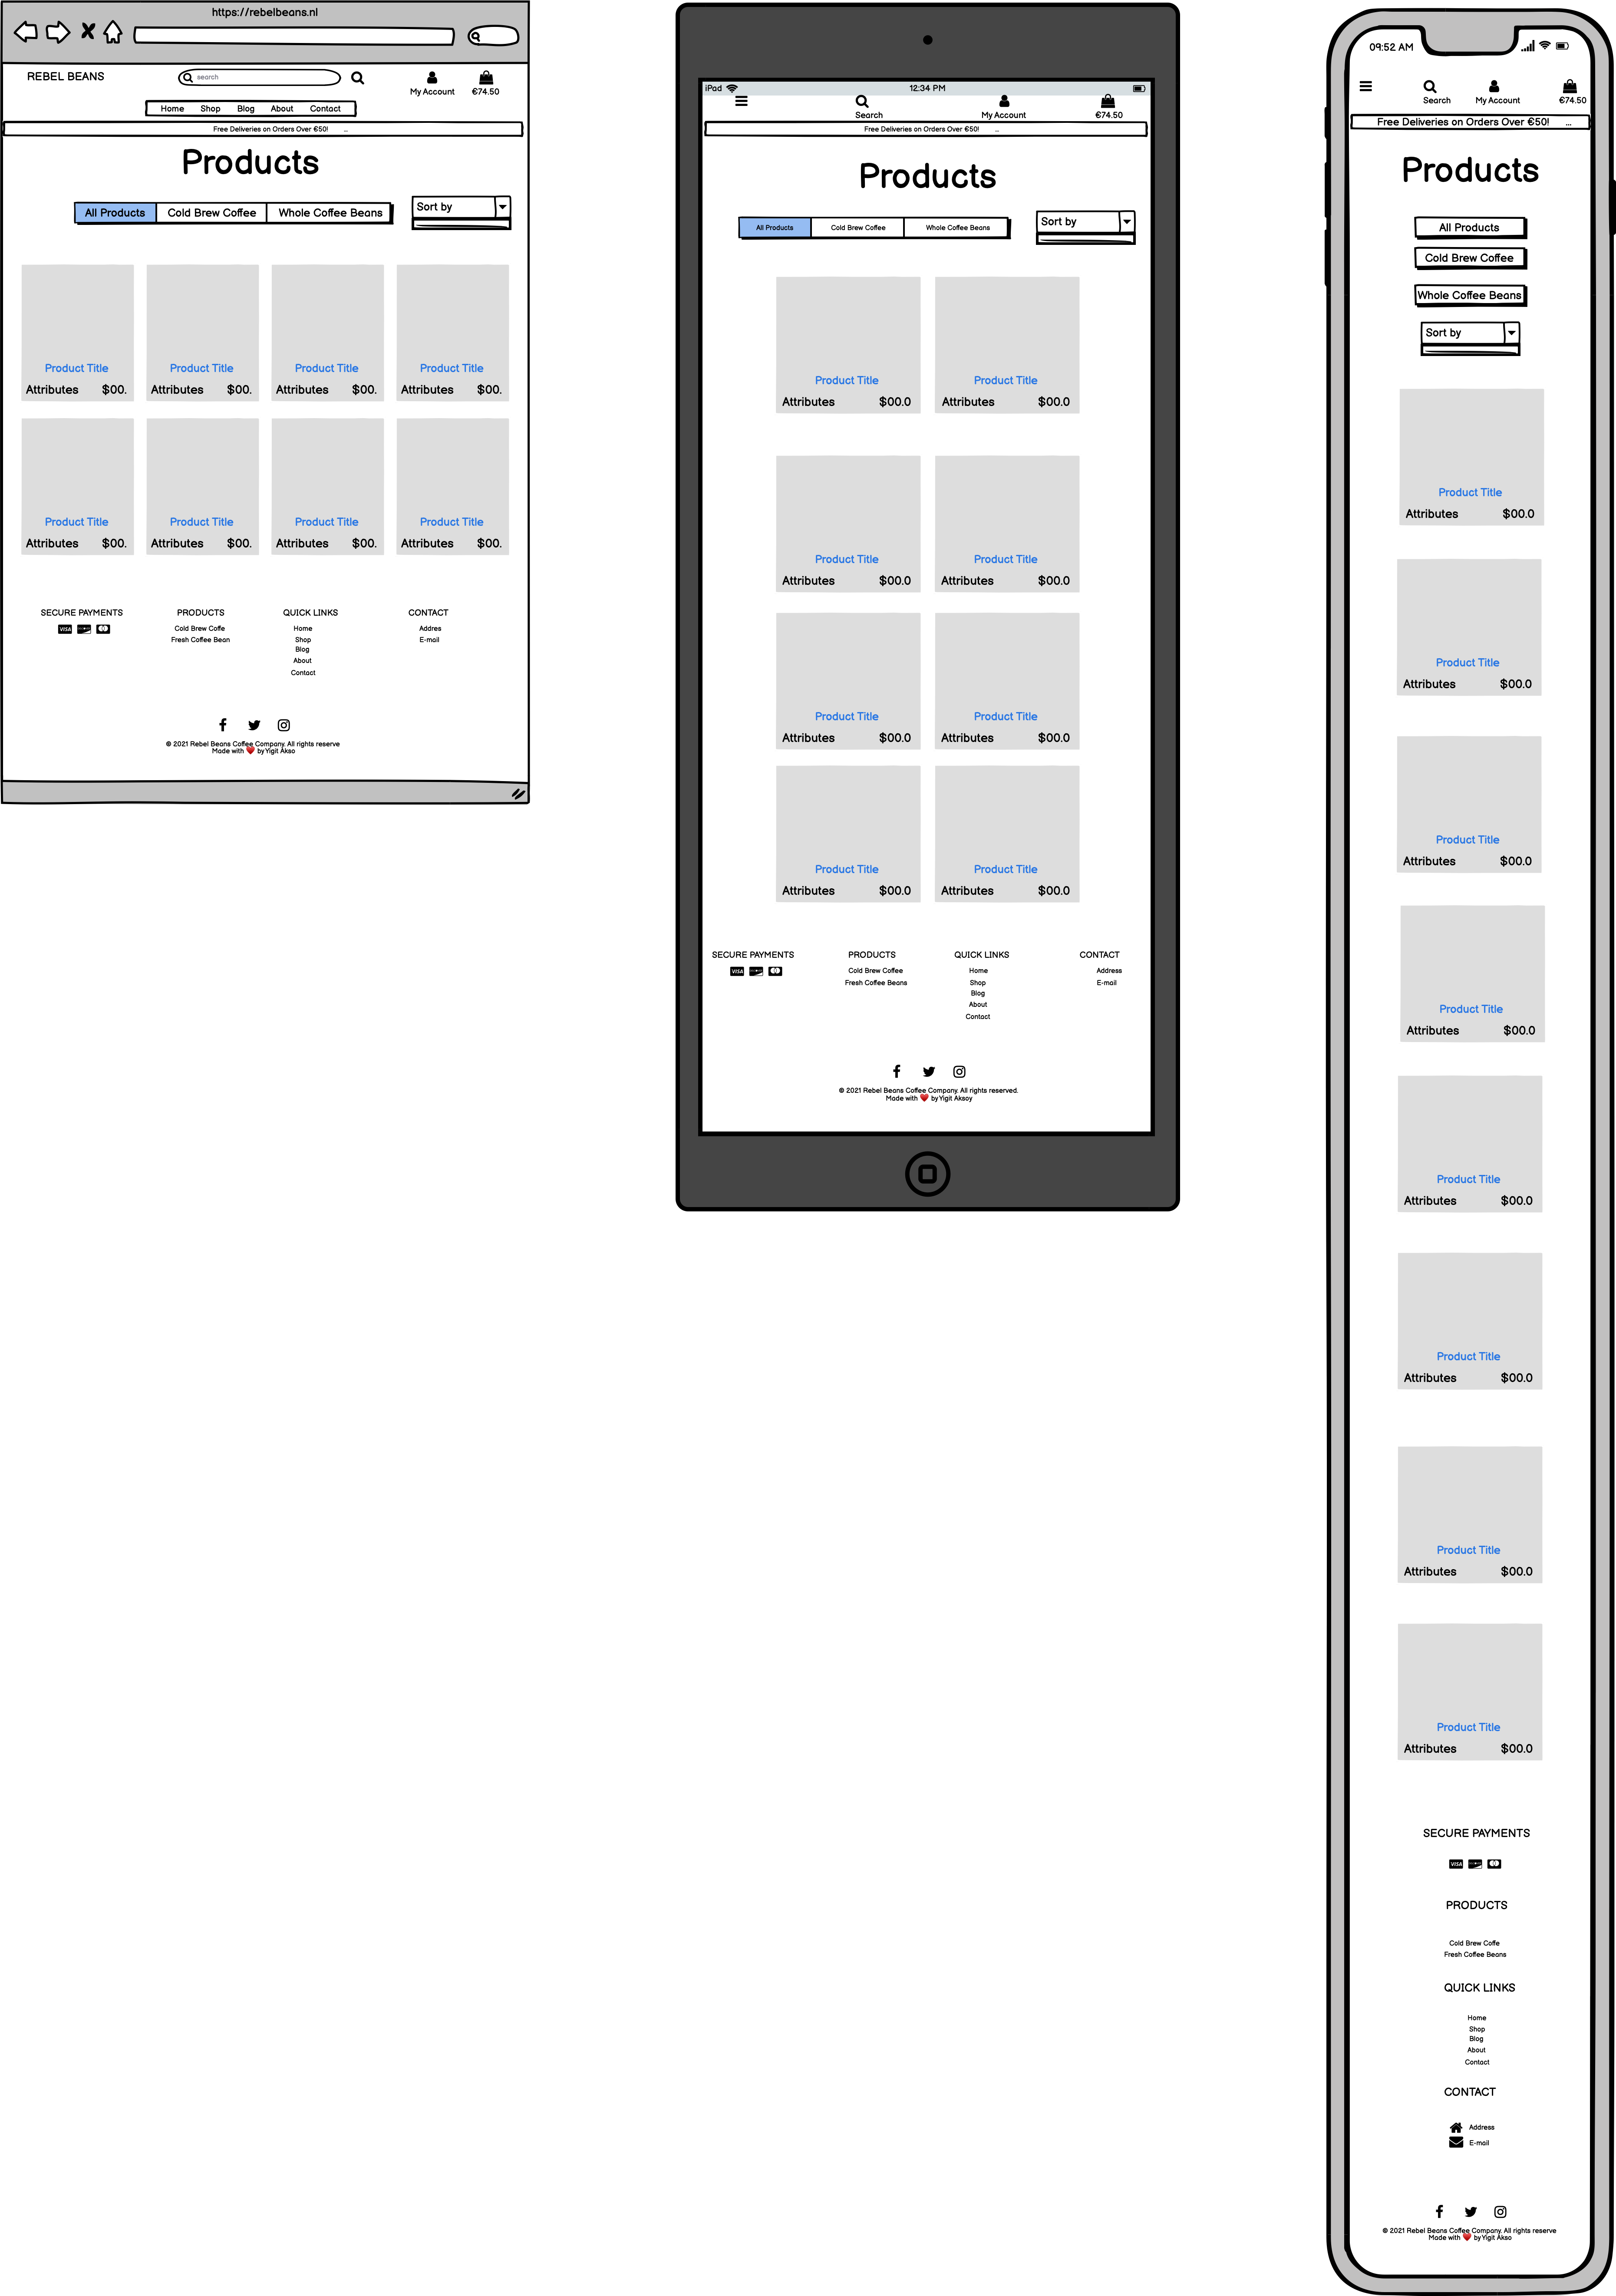 https://rebelbeans.nl
REBEL BEANS
search
My Account
€74.50
Home Shop Blog About Contact
Free Deliveries on Orders Over €50! ...
Products
All Products Cold Brew Coffee Whole Coffee Beans
Sort by
Product Title Product Title Product Title Product Title
Attributes $00. Attributes $00. Attributes $00. Attributes $00.
Product Title Product Title Product Title Product Title
Attributes $00. Attributes $00. Attributes $00. Attributes $00.
SECURE PAYMENTS PRODUCTS QUICK LINKS CONTACT
VISA Cold Brew Coffe Home Addres
Fresh Coffee Bean Shop E-mail
Blog
About
Contact
© 2021 Rebel Beans Coffee Company. All rights reserve
Made with ❤️ by Yigit Akso
iPad 12:34 PM
Search My Account €74.50
Free Deliveries on Orders Over €50! ...
Products
All Products Cold Brew Coffee Whole Coffee Beans
Sort by
Product Title Product Title
Attributes $00.0 Attributes $00.0
Product Title Product Title
Attributes $00.0 Attributes $00.0
Product Title Product Title
Attributes $00.0 Attributes $00.0
Product Title Product Title
Attributes $00.0 Attributes $00.0
SECURE PAYMENTS PRODUCTS QUICK LINKS CONTACT
VISA Cold Brew Coffee Home Address
Fresh Coffee Beans Shop E-mail
Blog
About
Contact
© 2021 Rebel Beans Coffee Company. All rights reserved.
Made with ❤️ by Yigit Aksoy
09:52 AM
Search My Account €74.50
Free Deliveries on Orders Over €50! ...
Products
All Products
Cold Brew Coffee
Whole Coffee Beans
Sort by
Product Title
Attributes $00.0
Product Title
Attributes $00.0
Product Title
Attributes $00.0
Product Title
Attributes $00.0
Product Title
Attributes $00.0
Product Title
Attributes $00.0
Product Title
Attributes $00.0
Product Title
Attributes $00.0
SECURE PAYMENTS
VISA
PRODUCTS
Cold Brew Coffe
Fresh Coffee Beans
QUICK LINKS
Home
Shop
Blog
About
Contact
CONTACT
Address
E-mail
© 2021 Rebel Beans Coffee Company. All rights reserve
Made with ❤️ by Yigit Akso